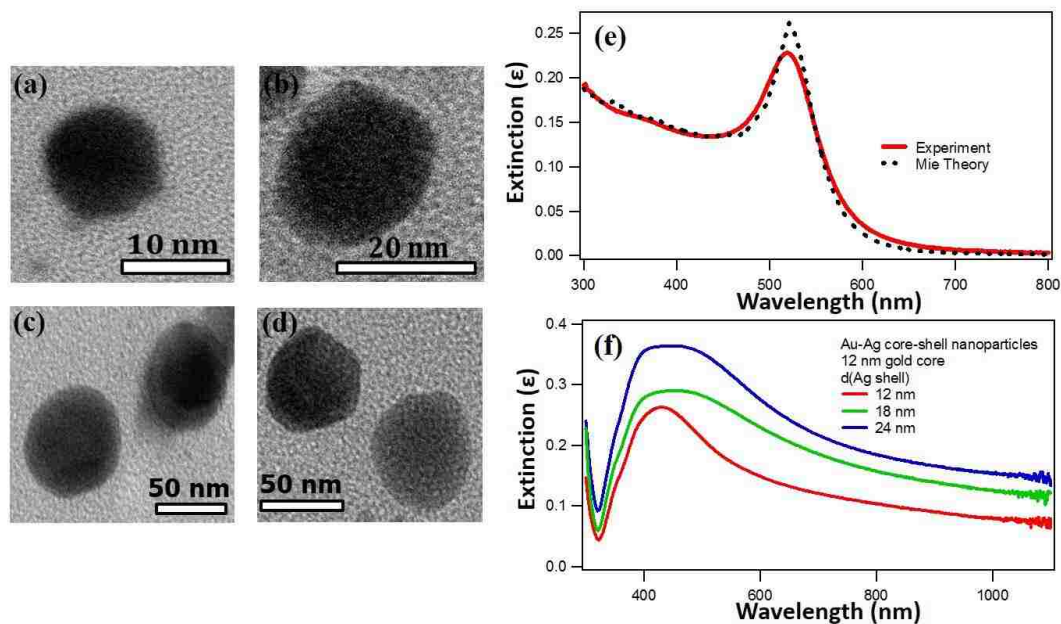 (a)
10 nm
(b)
20 nm
(c)
50 nm
(d)
50 nm
(e)
Extinction (ε)
0.25
0.20
0.15
0.10
0.05
0.00
Experiment
Mie Theory
300
400
500
600
700
800
Wavelength (nm)
(f)
Extinction (ε)
0.4
0.3
0.2
0.1
0.0
Au-Ag core-shell nanoparticles
12 nm gold core
d(Ag shell)
12 nm
18 nm
24 nm
400
600
800
1000
Wavelength (nm)